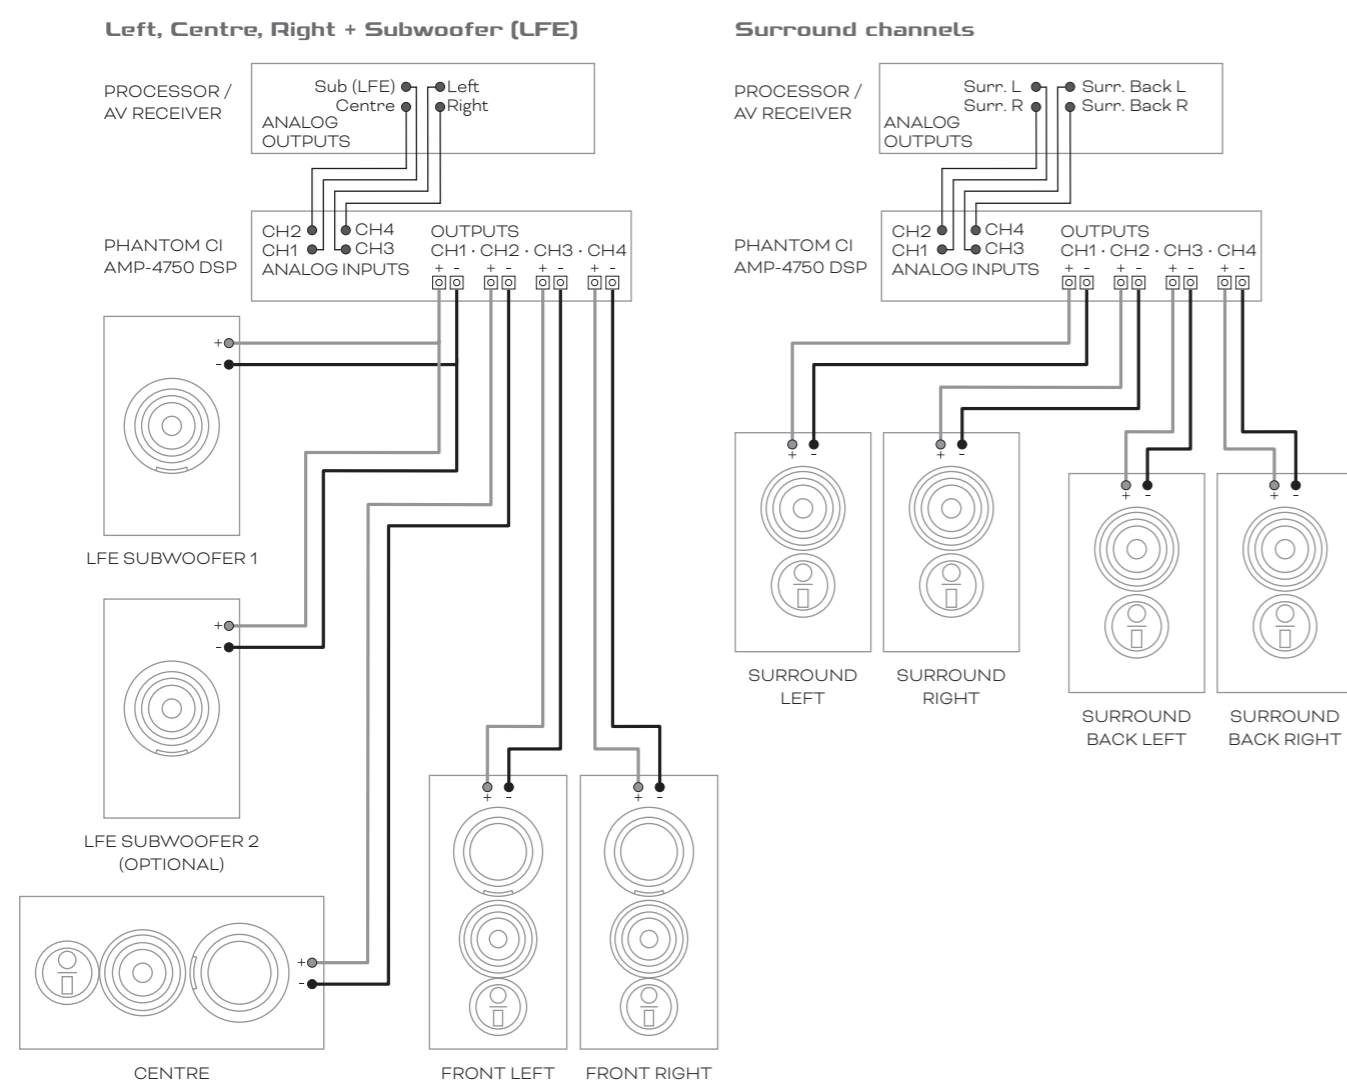 Left, Centre, Right + Subwoofer (LFE)
PROCESSOR /
AV RECEIVER
Sub (LFE)
Left
Centre
Right
ANALOG
OUTPUTS
PHANTOM CI
AMP-4750 DSP
CH2
CH4
CH1
CH3
ANALOG INPUTS
OUTPUTS
CH1 · CH2 · CH3 · CH4
+ - + - + - + -
+
-
LFE SUBWOOFER 1
+
-
LFE SUBWOOFER 2
(OPTIONAL)
+
-
CENTRE
+ -
FRONT LEFT
+ -
FRONT RIGHT
Surround channels
PROCESSOR /
AV RECEIVER
Surr. L
Surr. Back L
Surr. R
Surr. Back R
ANALOG
OUTPUTS
PHANTOM CI
AMP-4750 DSP
CH2
CH4
CH1
CH3
ANALOG INPUTS
OUTPUTS
CH1 · CH2 · CH3 · CH4
+ - + - + - + -
+ -
SURROUND
LEFT
+ -
SURROUND
RIGHT
+ -
SURROUND
BACK LEFT
+ -
SURROUND
BACK RIGHT